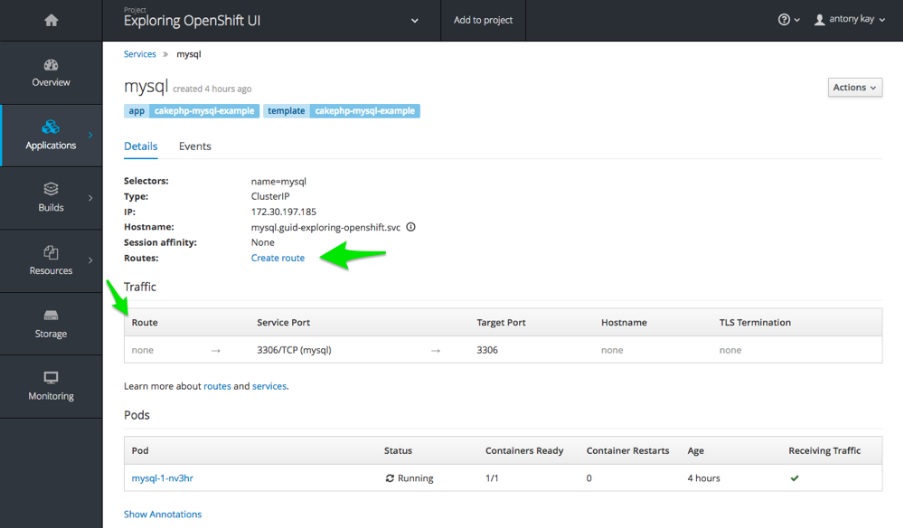 Project
Exploring OpenShift UI
Add to project
antony kay
Overview
Applications
Builds
Resources
Storage
Monitoring
Services » mysql
mysql created 4 hours ago
Actions
app cakephp-mysql-example template cakephp-mysql-example
Details Events
Selectors: name=mysql
Type: ClusterIP
IP: 172.30.197.185
Hostname: mysql.guid-exploring-openshift.svc
Session affinity: None
Routes: Create route
Traffic
Route Service Port Target Port Hostname TLS Termination
none → 3306/TCP (mysql) → 3306 none none
Learn more about routes and services.
Pods
Pod Status Containers Ready Container Restarts Age Receiving Traffic
mysql-1-nv3hr Running 1/1 0 4 hours
Show Annotations